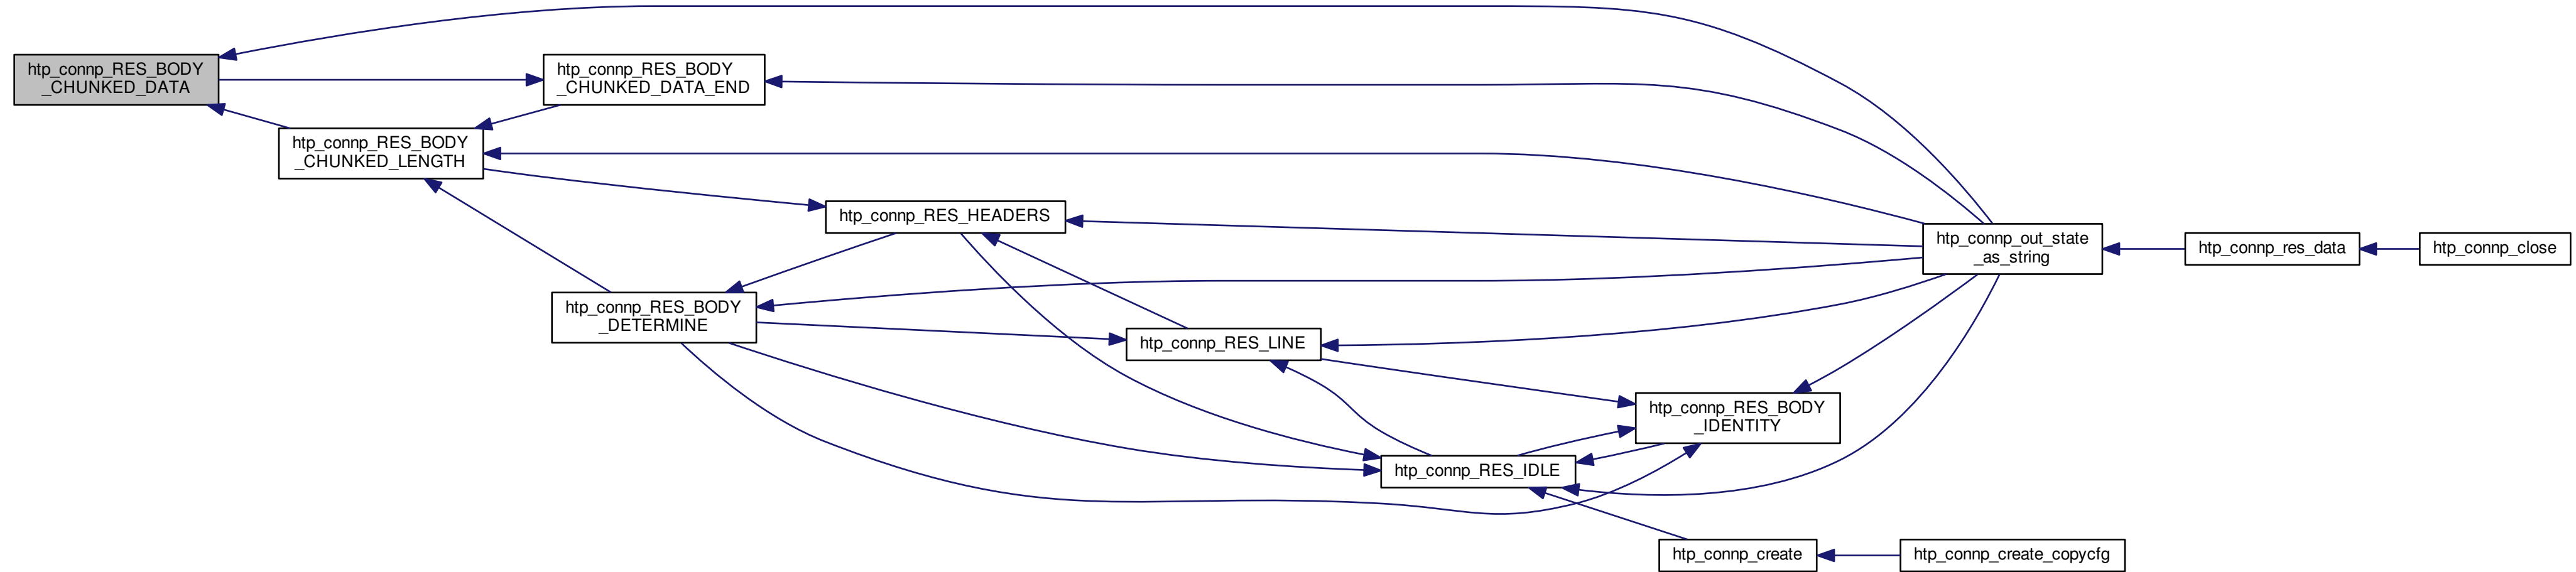 htp_connp_RES_BODY
_CHUNKED_DATA
htp_connp_RES_BODY
_CHUNKED_DATA_END
htp_connp_RES_BODY
_CHUNKED_LENGTH
htp_connp_RES_HEADERS
htp_connp_out_state
_as_string
htp_connp_res_data
htp_connp_close
htp_connp_RES_BODY
_DETERMINE
htp_connp_RES_LINE
htp_connp_RES_BODY
_IDENTITY
htp_connp_RES_IDLE
htp_connp_create
htp_connp_create_copycfg